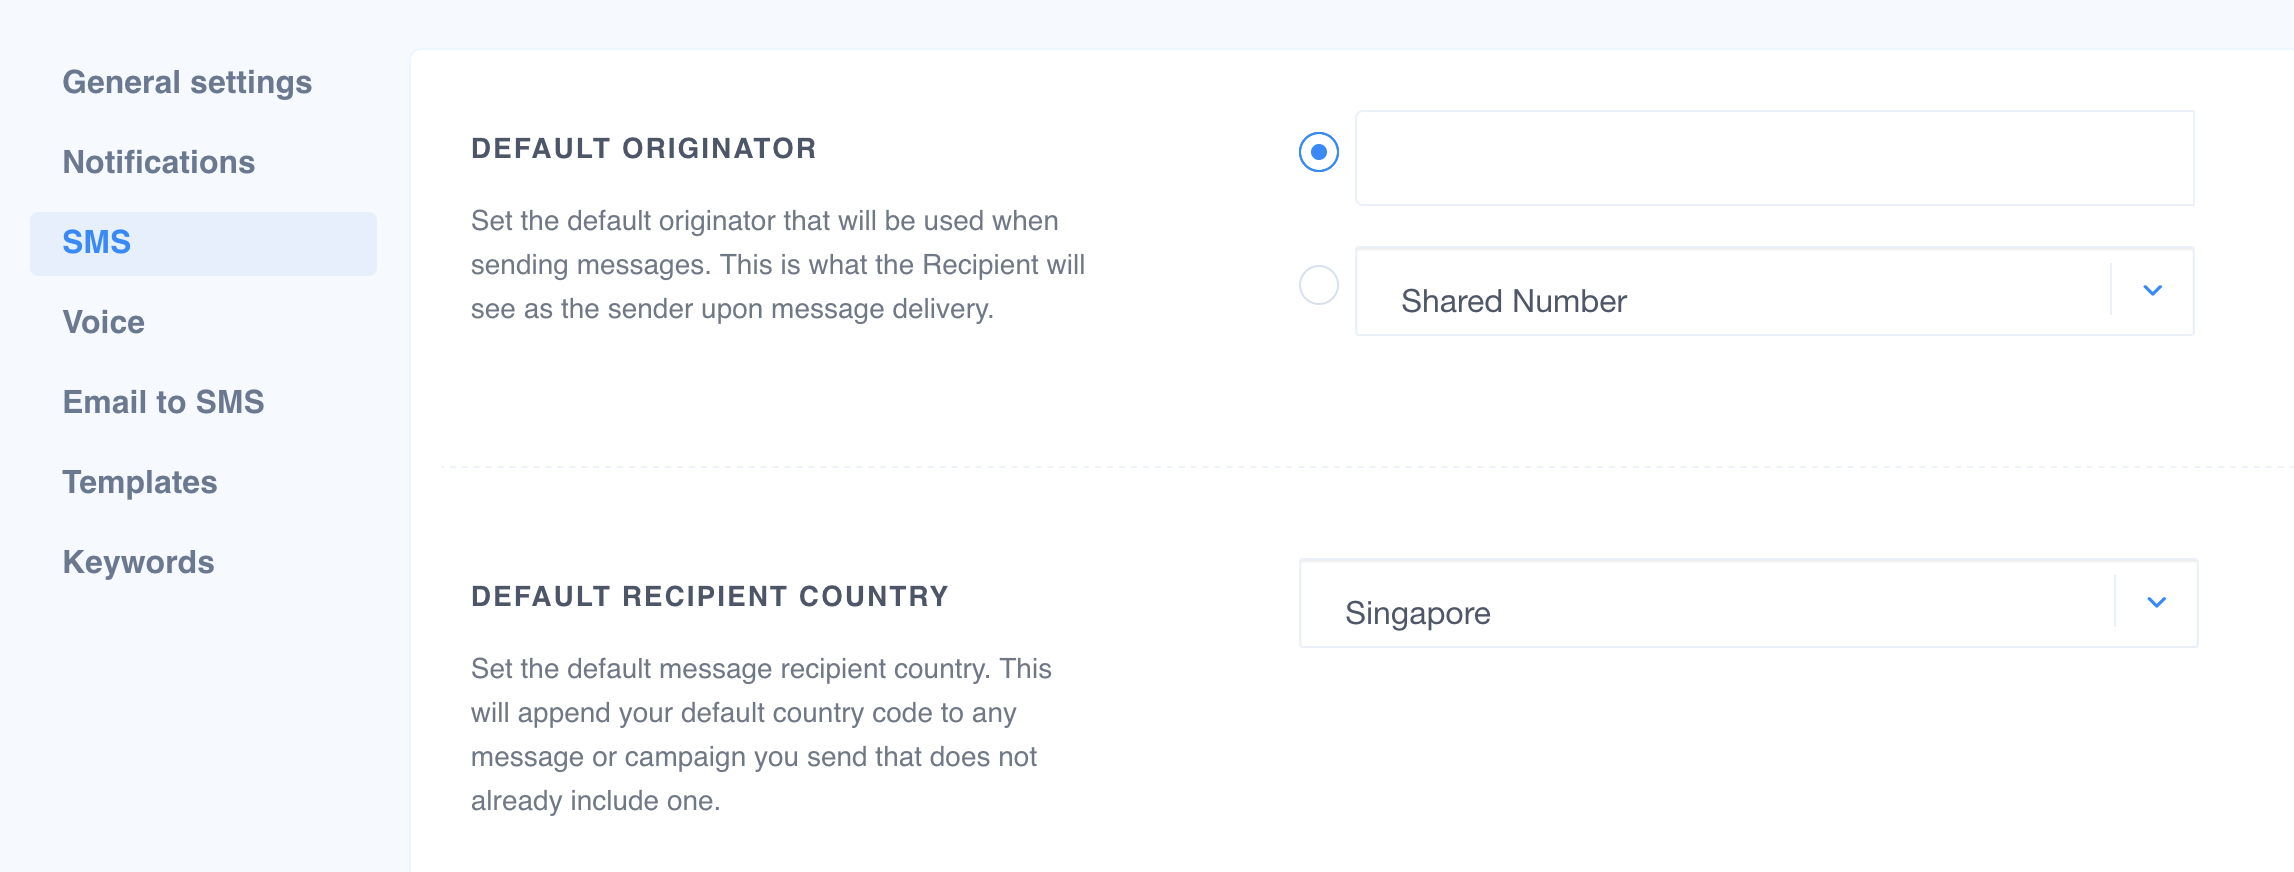 General settings
Notifications
SMS
Voice
Email to SMS
Templates
Keywords
DEFAULT ORIGINATOR
Set the default originator that will be used when
sending messages. This is what the Recipient will
see as the sender upon message delivery.
Shared Number
DEFAULT RECIPIENT COUNTRY
Set the default message recipient country. This
will append your default country code to any
message or campaign you send that does not
already include one.
Singapore